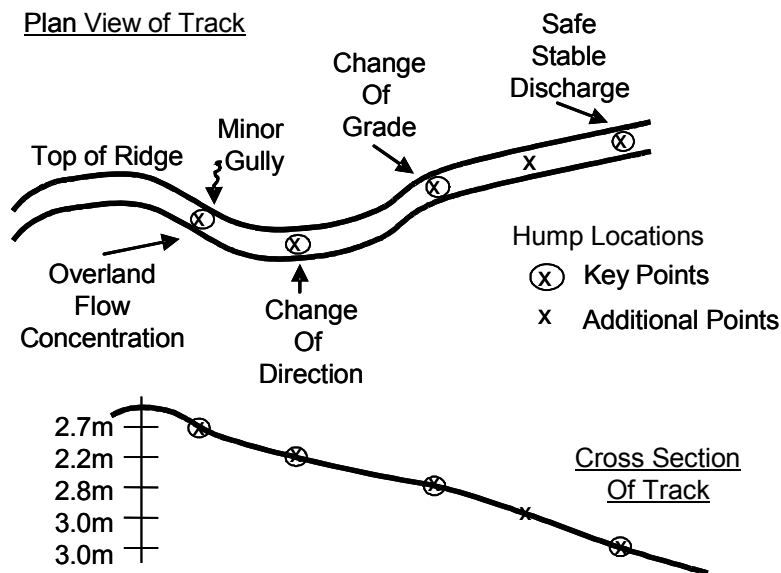 Plan View of Track
Safe
Stable
Discharge
Change
Of
Grade
Minor
Gully
Top of Ridge
X
X
X
X
X
Overland
Flow
Concentration
Change
Of
Direction
Hump Locations
X Key Points
X Additional Points
2.7m
2.2m
2.8m
3.0m
3.0m
X
X
X
X
X
Cross Section
Of Track